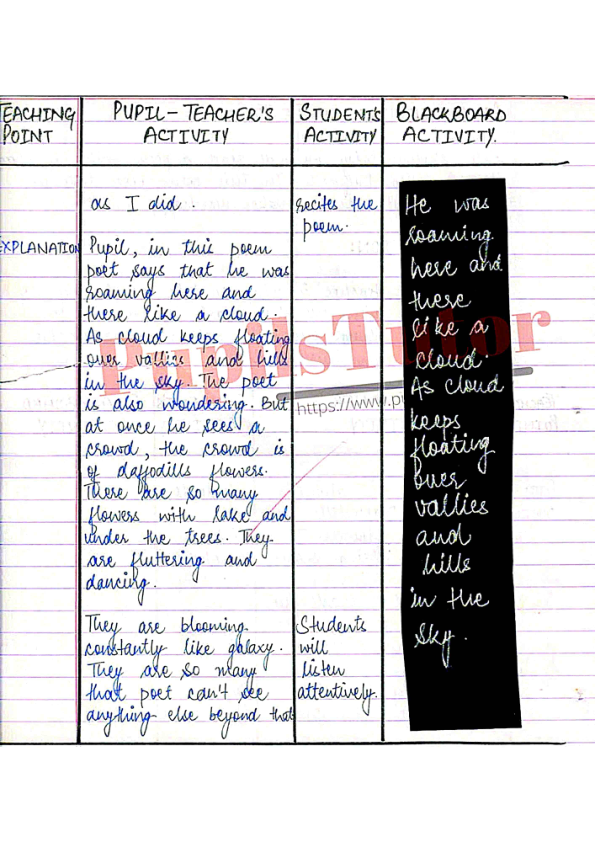 TEACHING POINT
PUPIL-TEACHER'S ACTIVITY
STUDENT'S ACTIVITY
BLACKBOARD ACTIVITY.
as I did.
recites the
poem.
EXPLANATION
Pupil, in this poem
poet says that he was
roaming here and
there like a cloud.
As cloud keeps floating
over vallies and hills
in the sky. The poet
is also wondering. But
at once he sees a
crowd, the crowd is
of daffodills flowers.
There are so many
flowers with lake and
under the trees. They
are fluttering and
dancing.
They are blooming
constantly like galaxy.
They are so many
that poet can't see
anything else beyond that
Students
will
listen
attentively.
He was
roaming
here and
there
like a
cloud.
As cloud
keeps
floating
over
vallies
and
hills
in the
sky.
PupilsTutor
https://www.pu